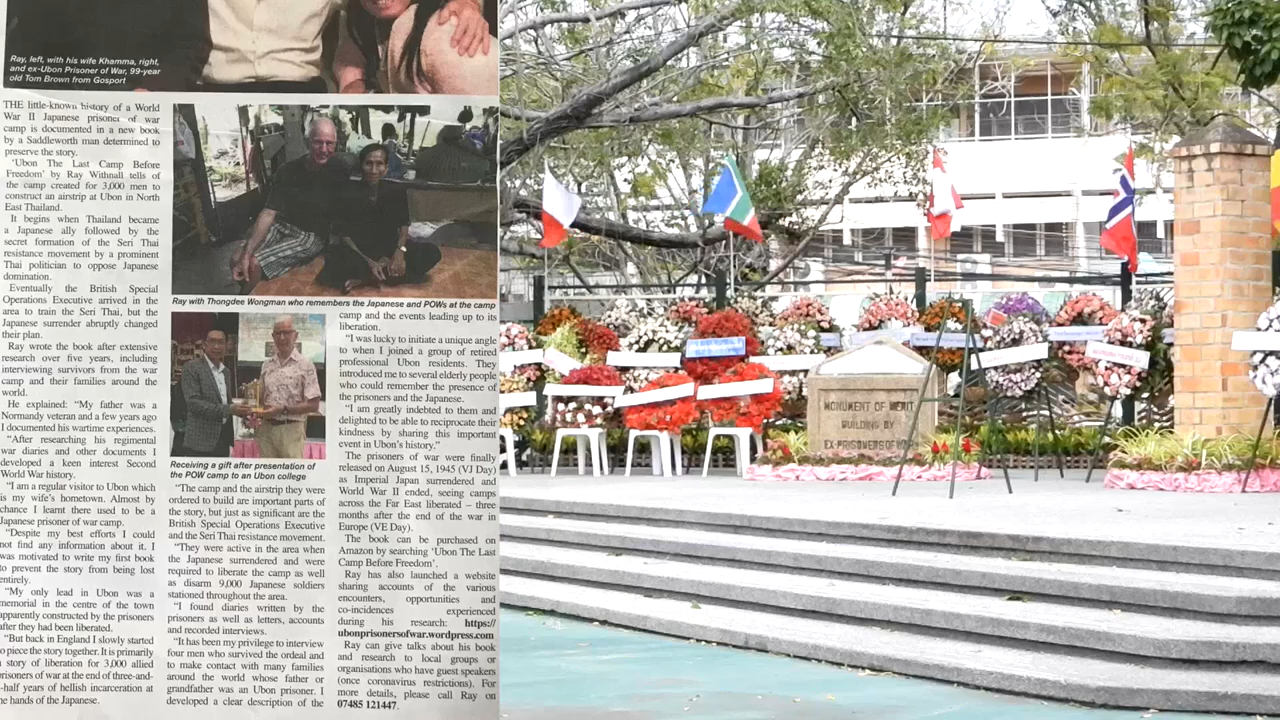 Ray, left, with his wife Khamma, right,
and ex-Ubon Prisoner of War, 99-year
old Tom Brown from Gosport
THE little-known history of a World
War II Japanese prisoner of war
camp is documented in a new book
by a Saddleworth man determined to
preserve the story.
'Ubon The Last Camp Before
Freedom' by Ray Withnall tells of
the camp created for 3,000 men to
construct an airstrip at Ubon in North
East Thailand.
It begins when Thailand became
a Japanese ally followed by the
secret formation of the Seri Thai
resistance movement by a prominent
Thai politician to oppose Japanese
domination.
Eventually the British Special
Operations Executive arrived in the
area to train the Seri Thai, but the
Japanese surrender abruptly changed
their plan.
Ray wrote the book after extensive
research over five years, including
interviewing survivors from the war
camp and their families around the
world.
He explained: "My father was a
Normandy veteran and a few years ago
I documented his wartime experiences.
"After researching his regimental
war diaries and other documents I
developed a keen interest Second
World War history.
"I am a regular visitor to Ubon which
is my wife's hometown. Almost by
chance I learnt there used to be a
Japanese prisoner of war camp.
"Despite my best efforts I could
not find any information about it. I
was motivated to write my first book
to prevent the story from being lost
entirely.
"My only lead in Ubon was a
memorial in the centre of the town
apparently constructed by the prisoners
after they had been liberated.
"But back in England I slowly started
o piece the story together. It is primarily
story of liberation for 3,000 allied
risoners of war at the end of three-and-
-half years of hellish incarceration at
he hands of the Japanese.
Ray with Thongdee Wongman who remembers the Japanese and POWs at the camp
Receiving a gift after presentation of
the POW camp to an Ubon college
"The camp and the airstrip they were
ordered to build are important parts of
the story, but just as significant are the
British Special Operations Executive
and the Seri Thai resistance movement.
"They were active in the area when
the Japanese surrendered and were
required to liberate the camp as well
as disarm 9,000 Japanese soldiers
stationed throughout the area.
"I found diaries written by the
prisoners as well as letters, accounts
and recorded interviews.
"It has been my privilege to interview
four men who survived the ordeal and
to make contact with many families
around the world whose father or
grandfather was an Ubon prisoner. I
developed a clear description of the
camp and the events leading up to its
liberation.
"I was lucky to initiate a unique angle
to when I joined a group of retired
professional Ubon residents. They
introduced me to several elderly people
who could remember the presence of
the prisoners and the Japanese.
"I am greatly indebted to them and
delighted to be able to reciprocate their
kindness by sharing this important
event in Ubon's history."
The prisoners of war were finally
released on August 15, 1945 (VJ Day)
as Imperial Japan surrendered and
World War II ended, seeing camps
across the Far East liberated – three
months after the end of the war in
Europe (VE Day).
The book can be purchased on
Amazon by searching 'Ubon The Last
Camp Before Freedom'.
Ray has also launched a website
sharing accounts of the various
encounters, opportunities and
co-incidences experienced
during his research: https://
ubonprisonersofwar.wordpress.com
Ray can give talks about his book
and research to local groups or
organisations who have guest speakers
(once coronavirus restrictions). For
more details, please call Ray on
07485 121447.
MONUMENT OF MERIT
BUILDING BY
EX-PRISONERS OF WAR